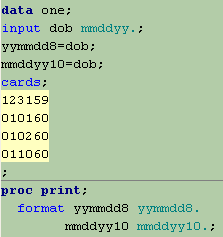 data one;
input dob mmddyy.;
yymmdd8=dob;
mmddyy10=dob;
cards;
123159
010160
010260
011060
;
proc print;
format yymmdd8 yymmdd8.
mmddyy10 mmddyy10.;